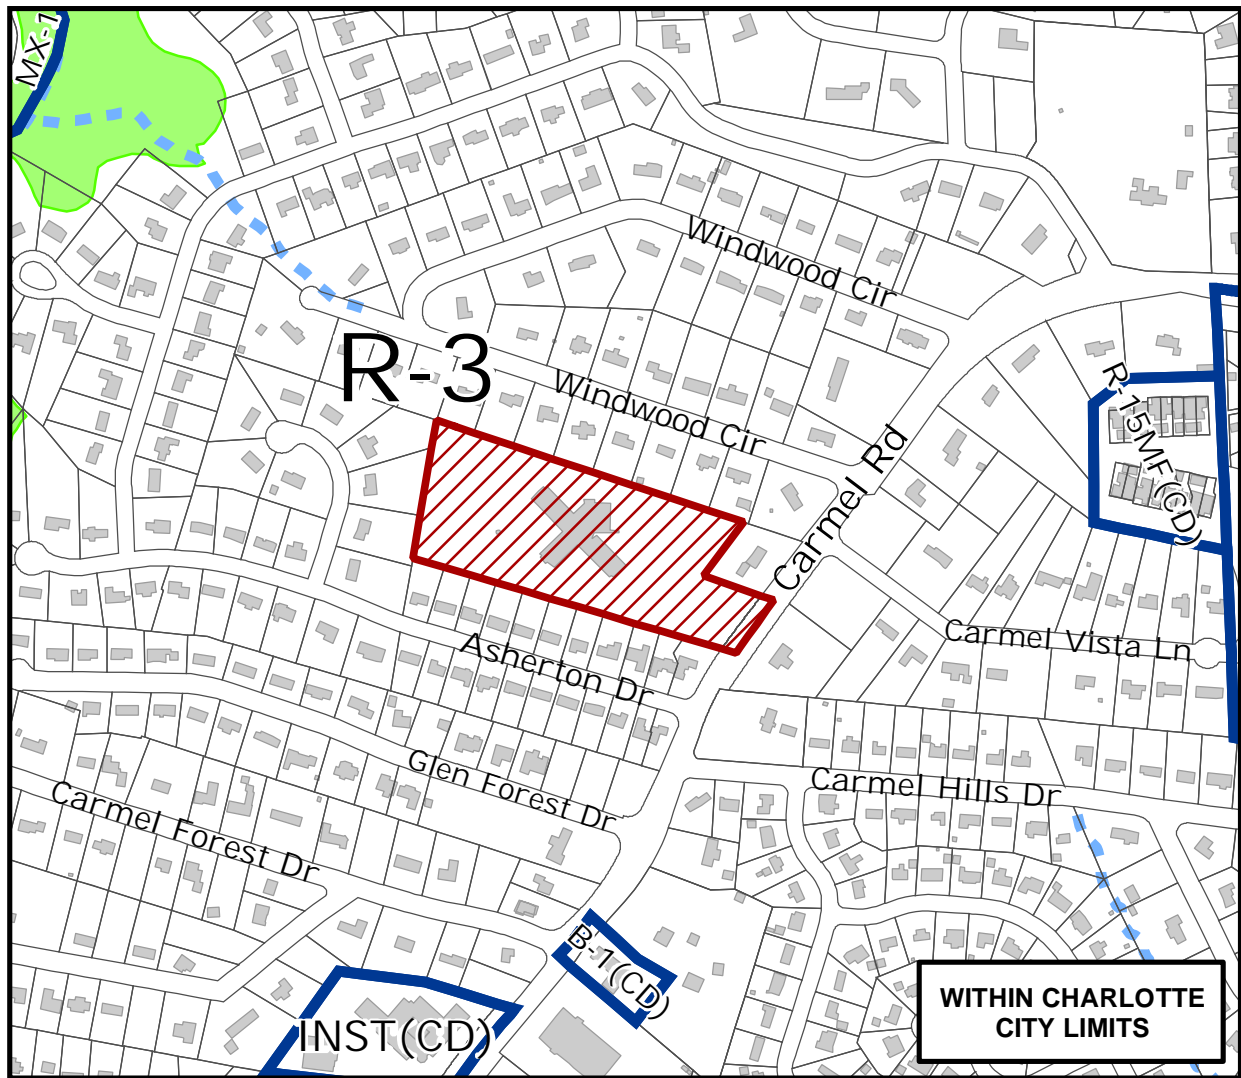 MX-1
Windwood Cir
R-3
Windwood Cir
R-15MF(CD)
Carmel Rd
Carmel Vista Ln
Asherton Dr
Glen Forest Dr
Carmel Hills Dr
Carmel Forest Dr
B-1(CD)
INST(CD)
WITHIN CHARLOTTE
CITY LIMITS